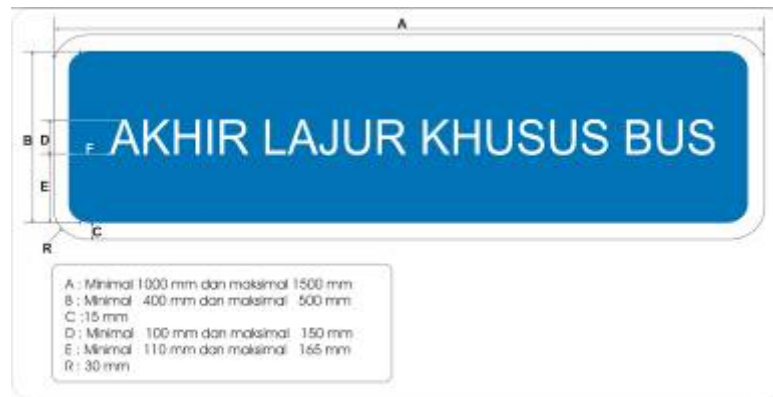 A
B
D
F
AKHIR LAJUR KHUSUS BUS
E
C
R
A : Minimal 1000 mm dan maksimal 1500 mm
B : Minimal 400 mm dan maksimal 500 mm
C :15 mm
D : Minimal 100 mm dan maksimal 150 mm
E : Minimal 110 mm dan maksimal 165 mm
R : 30 mm